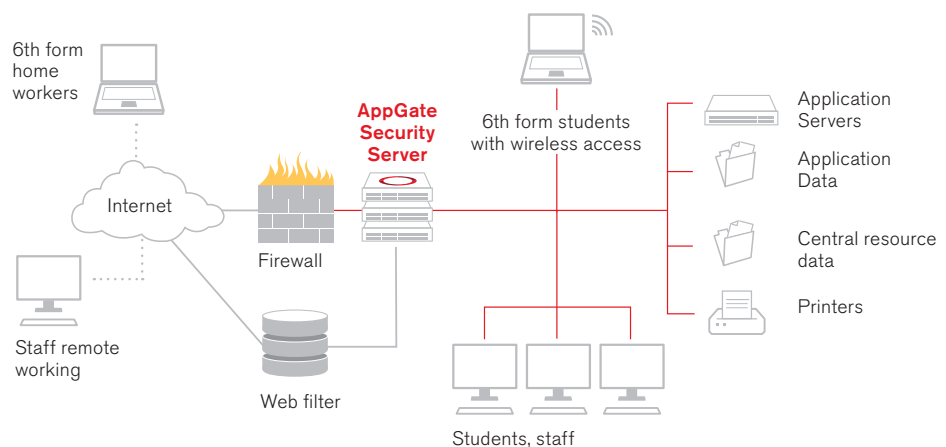 6th form
home
workers
AppGate
Security
Server
6th form students
with wireless access
Application
Servers
Application
Data
Internet
Firewall
Central resource
data
Printers
Staff remote
working
Web filter
Students, staff